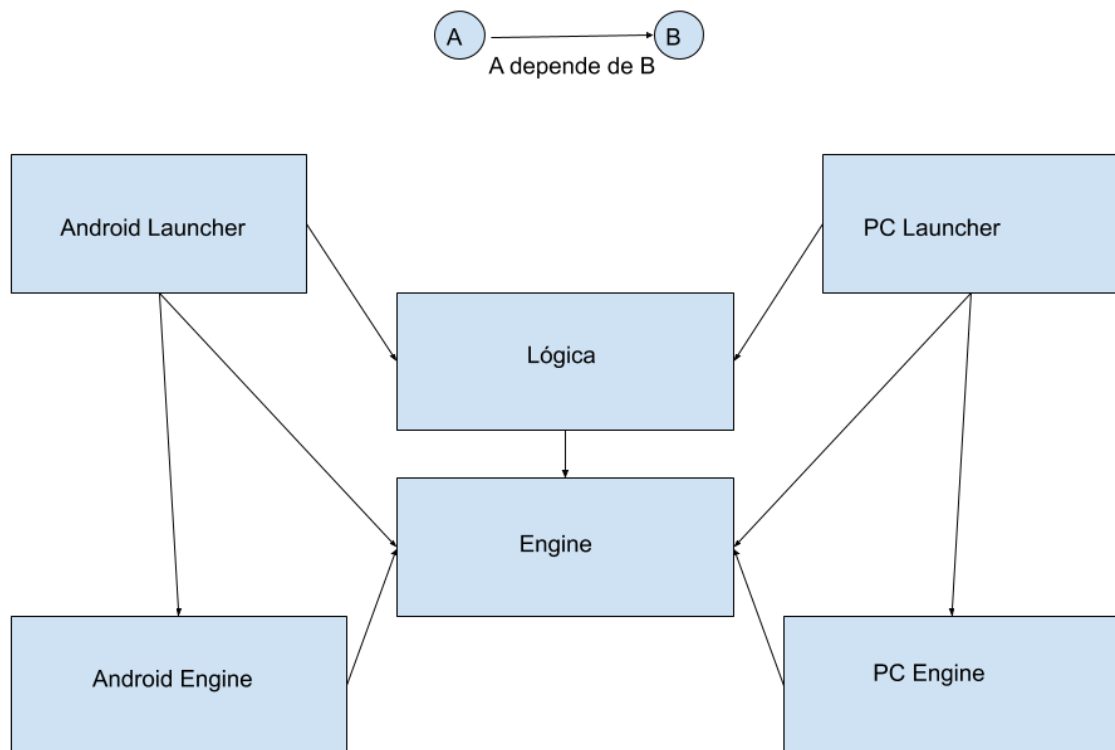 A
B
A depende de B
Android Launcher
PC Launcher
Lógica
Engine
Android Engine
PC Engine